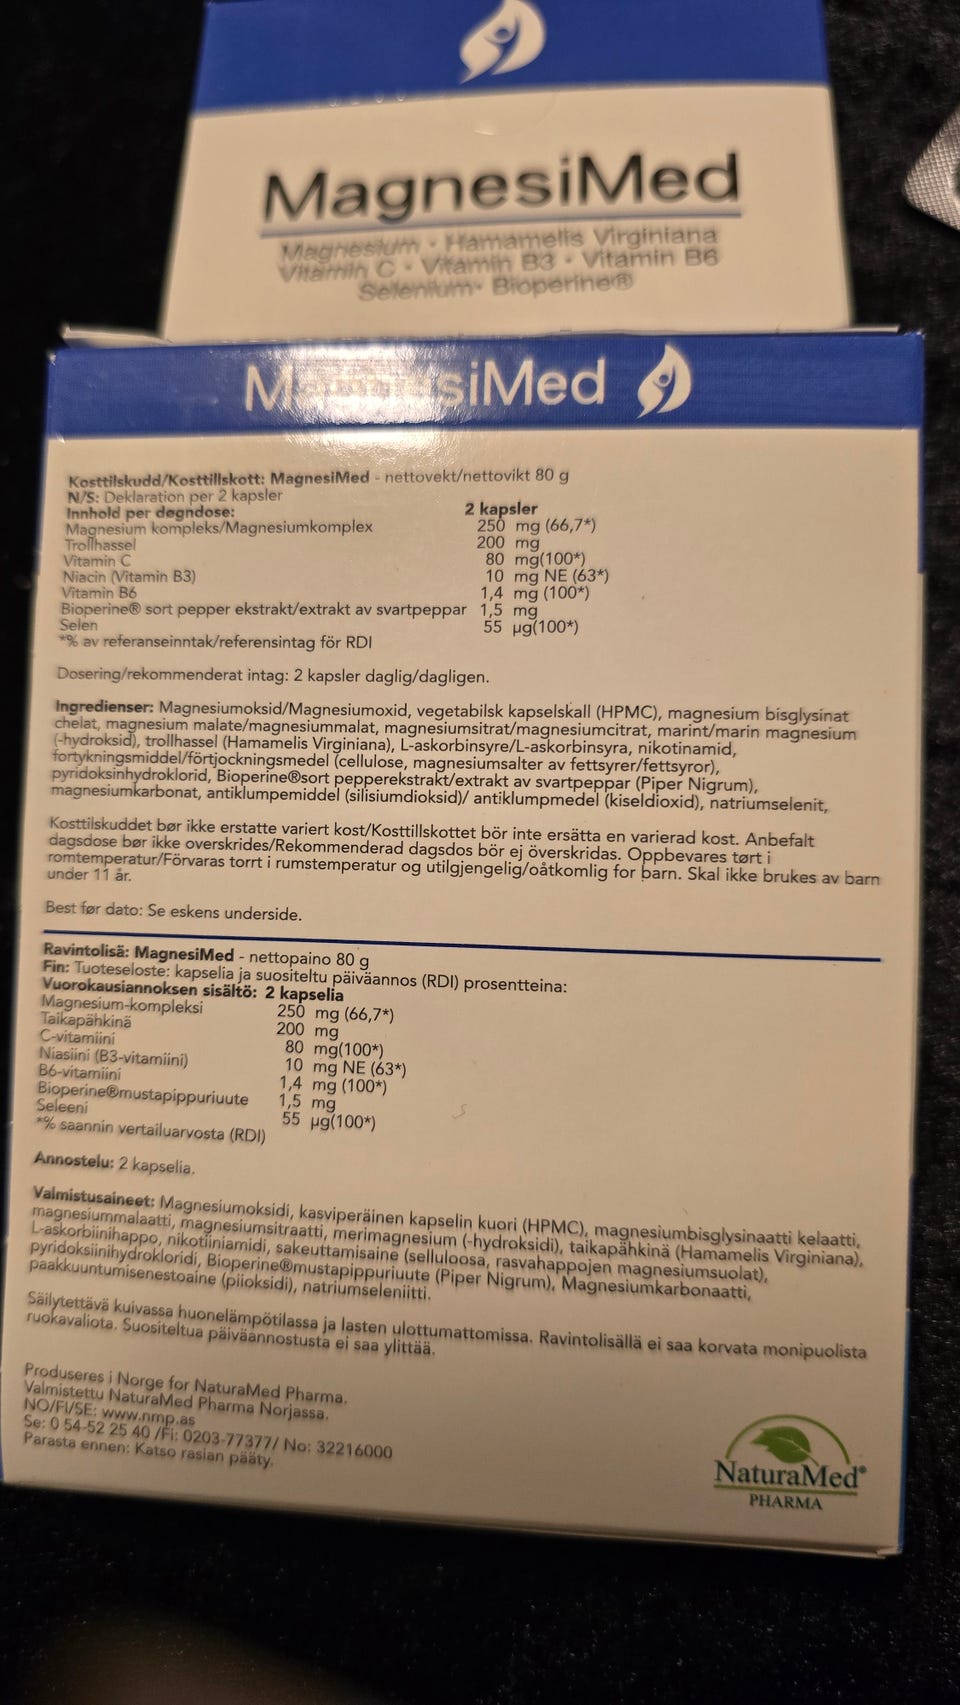 MagnesiMed
Magnesium · Hamamelis Virginiana
Vitamin C · Vitamin B3 · Vitamin B6
Selenium· Bioperine®
MagnesiMed
Kosttilskudd/Kosttillskott: MagnesiMed - nettovekt/nettovikt 80 g
N/S: Deklaration per 2 kapsler
Innhold per døgndose: 2 kapsler
Magnesium kompleks/Magnesiumkomplex 250 mg (66,7*)
Trollhassel 200 mg
Vitamin C 80 mg(100*)
Niacin (Vitamin B3) 10 mg NE (63*)
Vitamin B6 1,4 mg (100*)
Bioperine® sort pepper ekstrakt/extrakt av svartpeppar 1,5 mg
Selen 55 µg(100*)
*% av referanseinntak/referensintag för RDI
Dosering/rekommenderat intag: 2 kapsler daglig/dagligen.
Ingredienser: Magnesiumoksid/Magnesiumoxid, vegetabilsk kapselskall (HPMC), magnesium bisglysinat
chelat, magnesium malate/magnesiummalat, magnesiumsitrat/magnesiumcitrat, marint/marin magnesium
(-hydroksid), trollhassel (Hamamelis Virginiana), L-askorbinsyre/L-askorbinsyra, nikotinamid,
fortykningsmiddel/förtjockningsmedel (cellulose, magnesiumsalter av fettsyrer/fettsyror),
pyridoksinhydroklorid, Bioperine®sort pepperekstrakt/extrakt av svartpeppar (Piper Nigrum),
magnesiumkarbonat, antiklumpemiddel (silisiumdioksid)/ antiklumpmedel (kiseldioxid), natriumselenit,
Kosttilskuddet bør ikke erstatte variert kost/Kosttillskottet bör inte ersätta en varierad kost. Anbefalt
dagsdose bør ikke overskrides/Rekommenderad dagsdos bör ej överskridas. Oppbevares tørt i
romtemperatur/Förvaras torrt i rumstemperatur og utilgjengelig/oåtkomlig for barn. Skal ikke brukes av barn
under 11 år.
Best før dato: Se eskens underside.
Ravintolisä: MagnesiMed - nettopaino 80 g
Fin: Tuoteseloste: kapselia ja suositeltu päiväannos (RDI) prosentteina:
Vuorokausiannoksen sisältö: 2 kapselia
Magnesium-kompleksi 250 mg (66,7*)
Taikapähkinä 200 mg
C-vitamiini 80 mg(100*)
Niasiini (B3-vitamiini) 10 mg NE (63*)
B6-vitamiini 1,4 mg (100*)
Bioperine®mustapippuriuute 1,5 mg
Seleeni 55 µg(100*)
*% saannin vertailuarvosta (RDI)
Annostelu: 2 kapselia.
Valmistusaineet: Magnesiumoksidi, kasviperäinen kapselin kuori (HPMC), magnesiumbisglysinaatti kelaatti,
magnesiummalaatti, magnesiumsitraatti, merimagnesium (-hydroksidi), taikapähkinä (Hamamelis Virginiana),
L-askorbiinihappo, nikotiiniamidi, sakeuttamisaine (selluloosa, rasvahappojen magnesiumsuolat),
pyridoksiinihydrokloridi, Bioperine®mustapippuriuute (Piper Nigrum), Magnesiumkarbonaatti,
paakkuuntumisenestoaine (piioksidi), natriumseleniitti.
Säilytettävä kuivassa huonelämpötilassa ja lasten ulottumattomissa. Ravintolisällä ei saa korvata monipuolista
ruokavaliota. Suositeltua päiväannostusta ei saa ylittää.
Produseres i Norge for NaturaMed Pharma.
Valmistettu NaturaMed Pharma Norjassa.
NO/FI/SE: www.nmp.as
Se: 0 54-52 25 40 /Fi: 0203-77377/ No: 32216000
Parasta ennen: Katso rasian pääty.
NaturaMed®
PHARMA